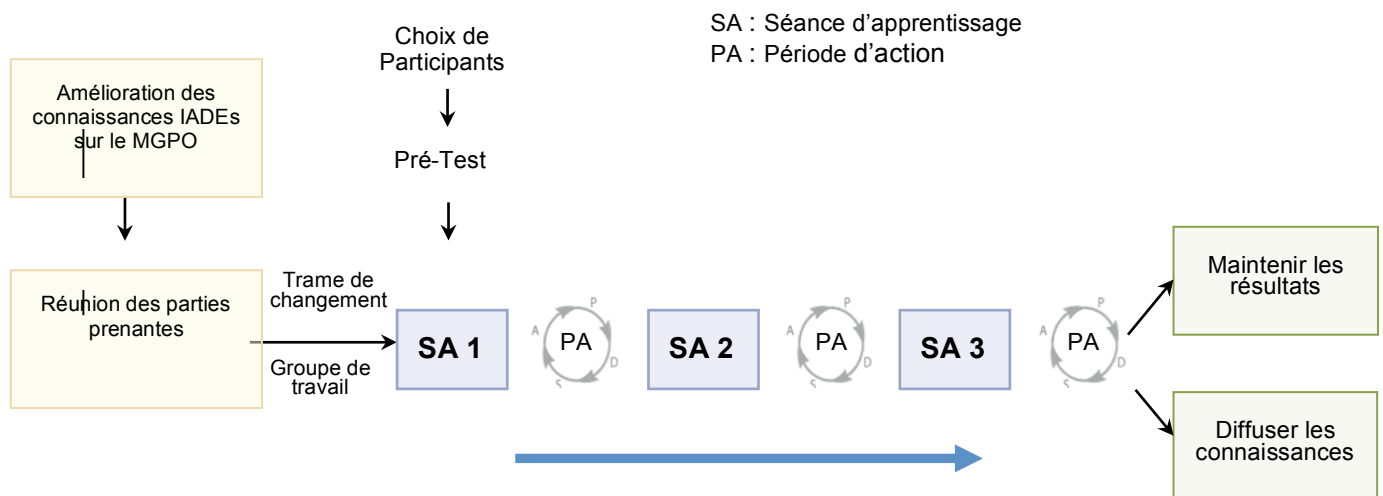 SA : Séance d'apprentissage
PA : Période d'action
Choix de
Participants
Pré-Test
Amélioration des
connaissances IADEs
sur le MGPO
Réunion des parties
prenantes
Trame de
changement
Groupe de
travail
SA 1
P
A
PA
D
S
SA 2
P
A
PA
D
S
SA 3
P
A
PA
D
S
Maintenir les
résultats
Diffuser les
connaissances